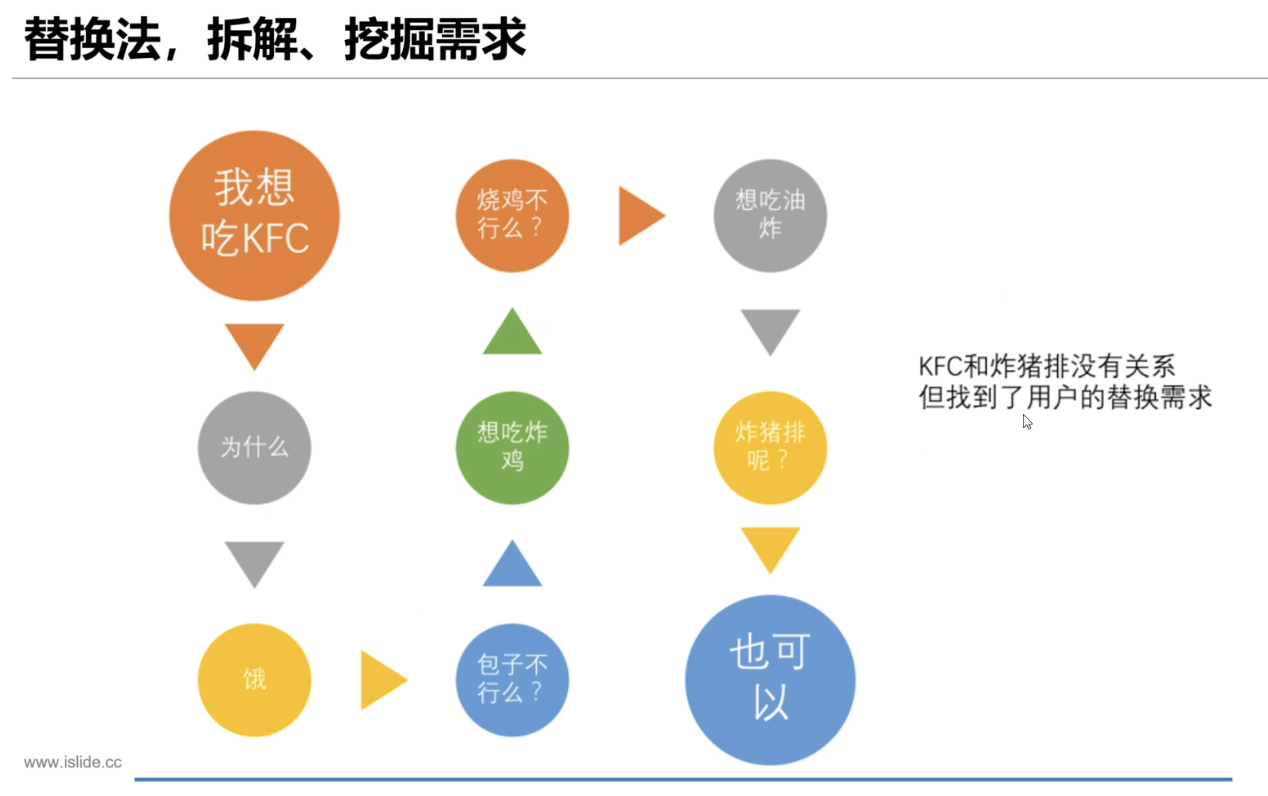 替换法，拆解、挖掘需求
我想
吃KFC
为什么
饿
包子不
行么？
想吃炸
鸡
烧鸡不
行么？
想吃油
炸
炸猪排
呢？
也可
以
KFC和炸猪排没有关系
但找到了用户的替换需求
www.islide.cc